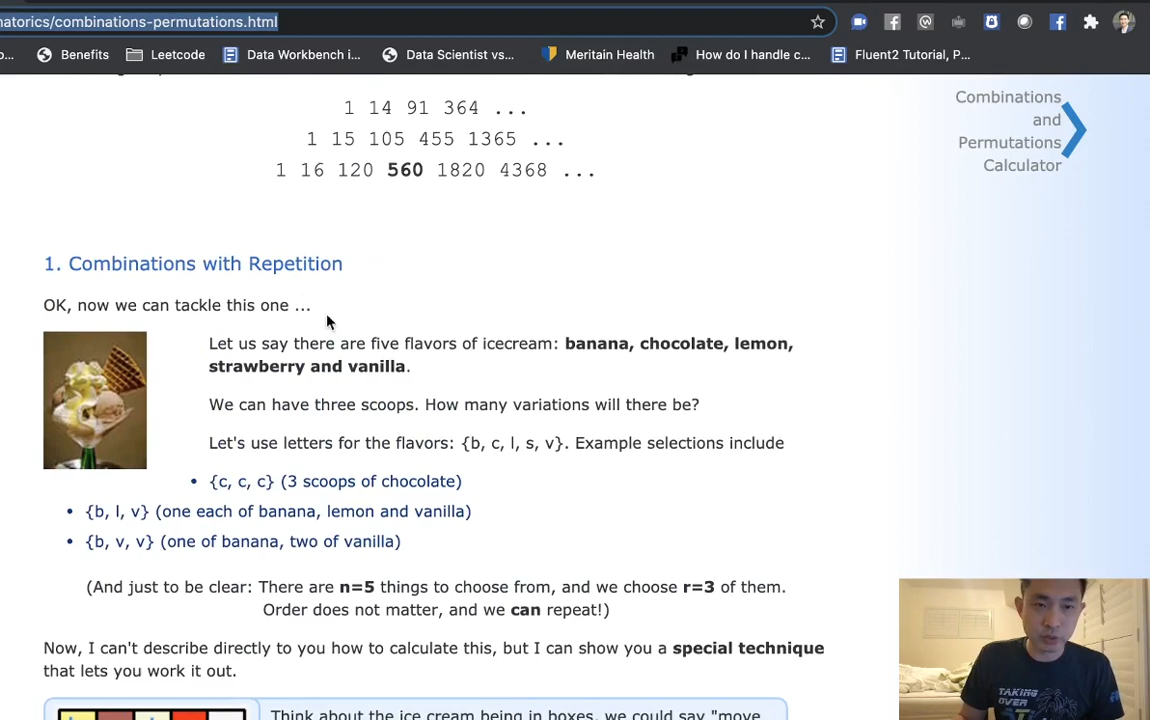 natorics/combinations-permutations.html
...
Benefits
Leetcode
Data Workbench i...
Data Scientist vs...
Meritain Health
How do I handle c...
Fluent2 Tutorial, P...
Combinations
and
Permutations
Calculator
1 14 91 364 ...
1 15 105 455 1365 ...
1 16 120 560 1820 4368 ...
1. Combinations with Repetition
OK, now we can tackle this one ...
Let us say there are five flavors of icecream: banana, chocolate, lemon,
strawberry and vanilla.
We can have three scoops. How many variations will there be?
Let's use letters for the flavors: {b, c, l, s, v}. Example selections include
• {c, c, c} (3 scoops of chocolate)
• {b, l, v} (one each of banana, lemon and vanilla)
• {b, v, v} (one of banana, two of vanilla)
(And just to be clear: There are n=5 things to choose from, and we choose r=3 of them.
Order does not matter, and we can repeat!)
Now, I can't describe directly to you how to calculate this, but I can show you a special technique
that lets you work it out.
Think about the ice cream being in boxes, we could say "move
TAKING
OVER